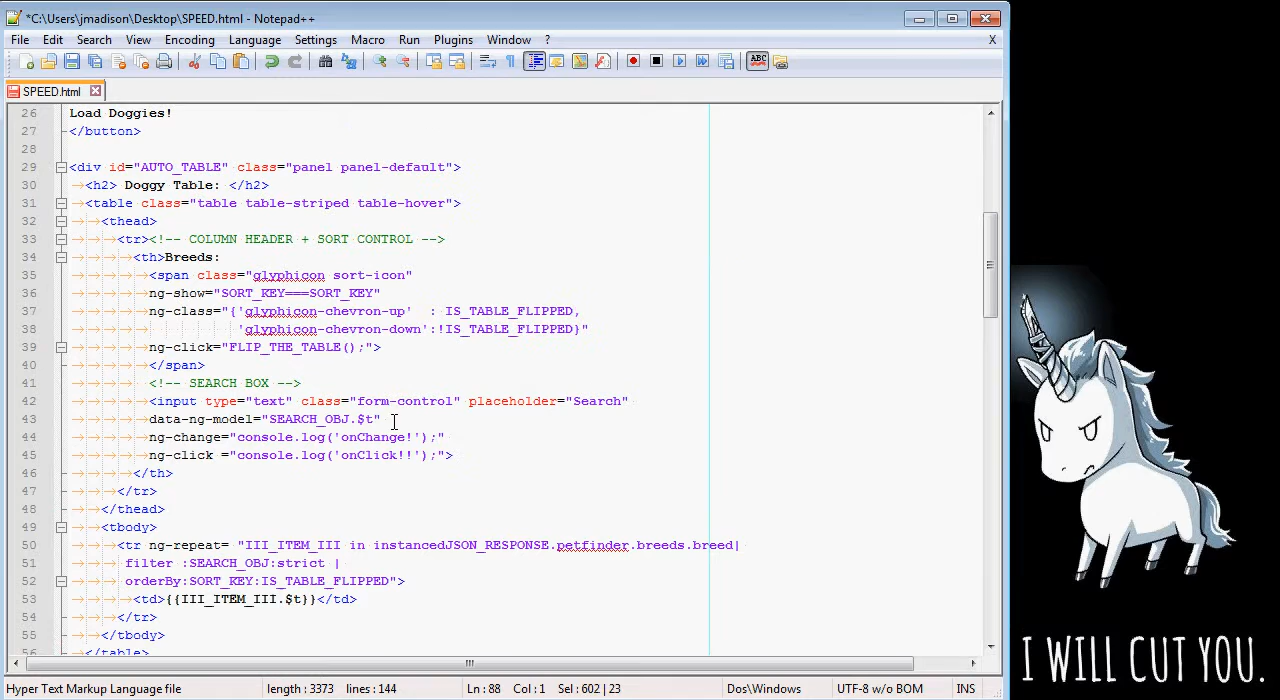 *C:\Users\jmadison\Desktop\SPEED.html - Notepad++
File Edit Search View Encoding Language Settings Macro Run Plugins Window ? X
ABC
SPEED.html
26 Load Doggies!
27 </button>
28
29 <div id="AUTO_TABLE" class="panel panel-default">
30 <h2> Doggy Table: </h2>
31 <table class="table table-striped table-hover">
32 <thead>
33 <tr><!-- COLUMN HEADER + SORT CONTROL -->
34 <th>Breeds:
35 <span class="glyphicon sort-icon"
36 ng-show="SORT_KEY===SORT_KEY"
37 ng-class="{'glyphicon-chevron-up'  : IS_TABLE_FLIPPED,
38 'glyphicon-chevron-down':!IS_TABLE_FLIPPED}"
39 ng-click="FLIP_THE_TABLE();">
40 </span>
41 <!-- SEARCH BOX -->
42 <input type="text" class="form-control" placeholder="Search"
43 data-ng-model="SEARCH_OBJ.$t"
44 ng-change="console.log('onChange!');"
45 ng-click ="console.log('onClick!!');">
46 </th>
47 </tr>
48 </thead>
49 <tbody>
50 <tr ng-repeat= "III_ITEM_III in instancedJSON_RESPONSE.petfinder.breeds.breed|
51 filter :SEARCH_OBJ:strict |
52 orderBy:SORT_KEY:IS_TABLE_FLIPPED">
53 <td>{{III_ITEM_III.$t}}</td>
54 </tr>
55 </tbody>
56 </table>
Hyper Text Markup Language file length : 3373 lines : 144 Ln : 88 Col : 1 Sel : 602 | 23 Dos\Windows UTF-8 w/o BOM INS
I WILL CUT YOU.